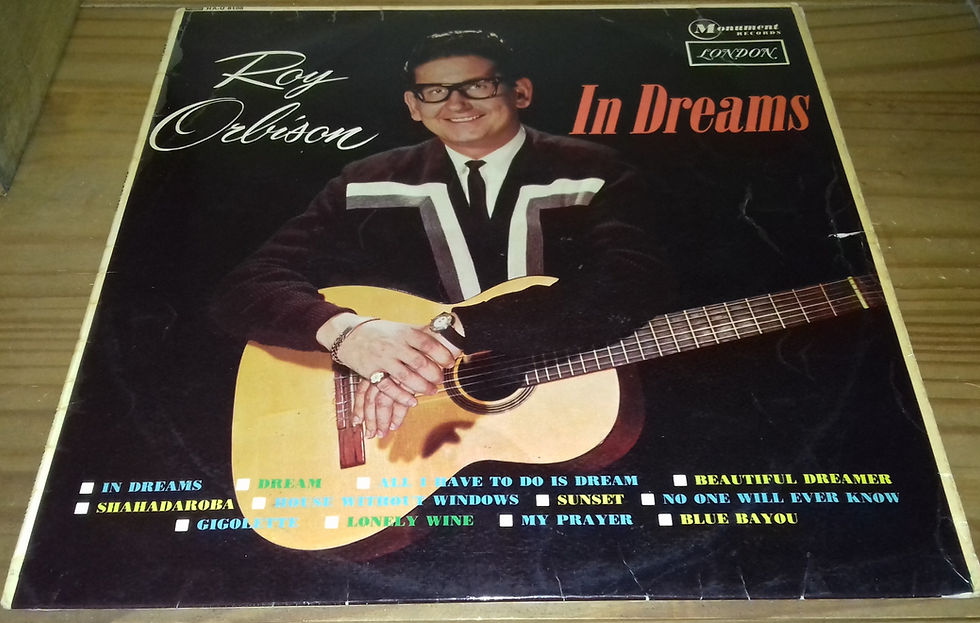 Monument
RECORDS
LONDON
Roy
Orbison
In Dreams
IN DREAMS DREAM ALL I HAVE TO DO IS DREAM BEAUTIFUL DREAMER
SHAHADAROBA HOUSE WITHOUT WINDOWS SUNSET NO ONE WILL EVER KNOW
GIGOLETTE LONELY WINE MY PRAYER BLUE BAYOU